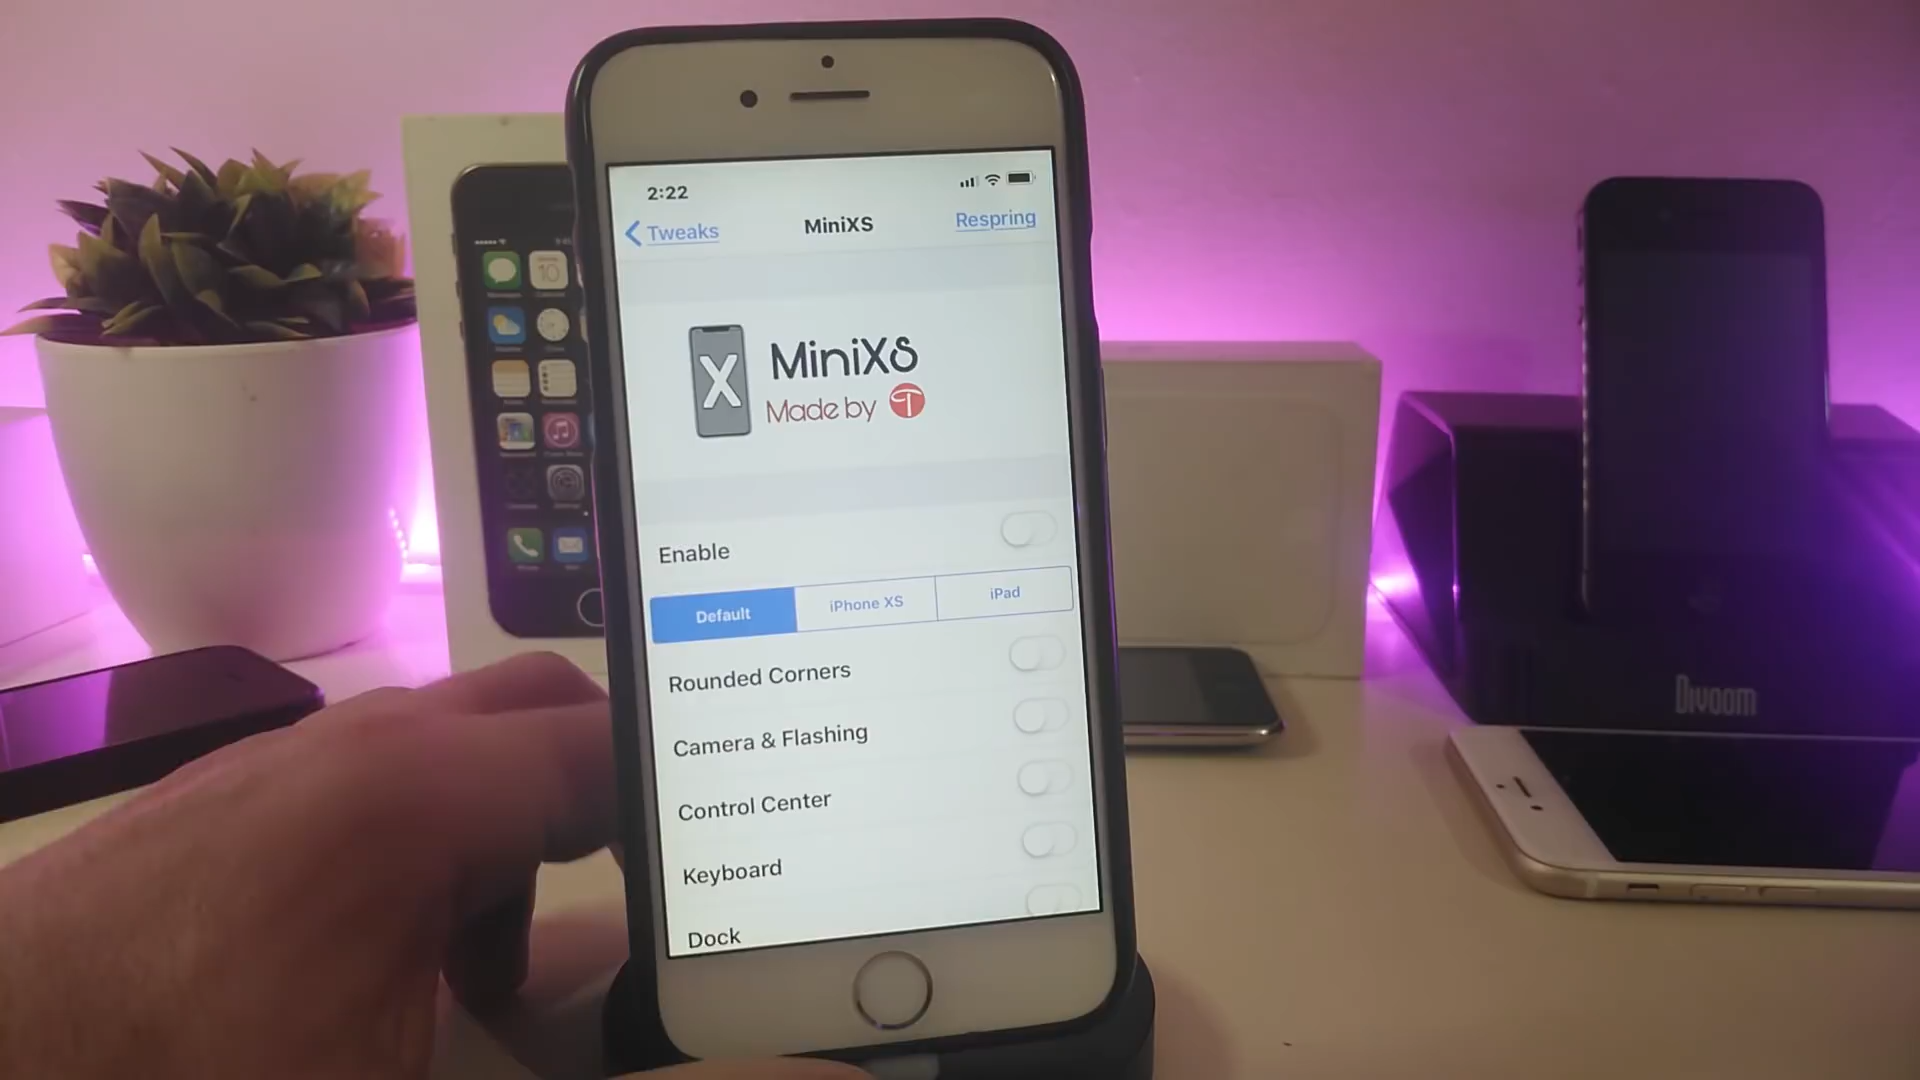 2:22
Tweaks MiniXS Respring
X
MiniXS
Made by T
Enable
Default iPhone XS iPad
Rounded Corners
Camera & Flashing
Control Center
Keyboard
Dock
10
Divoom